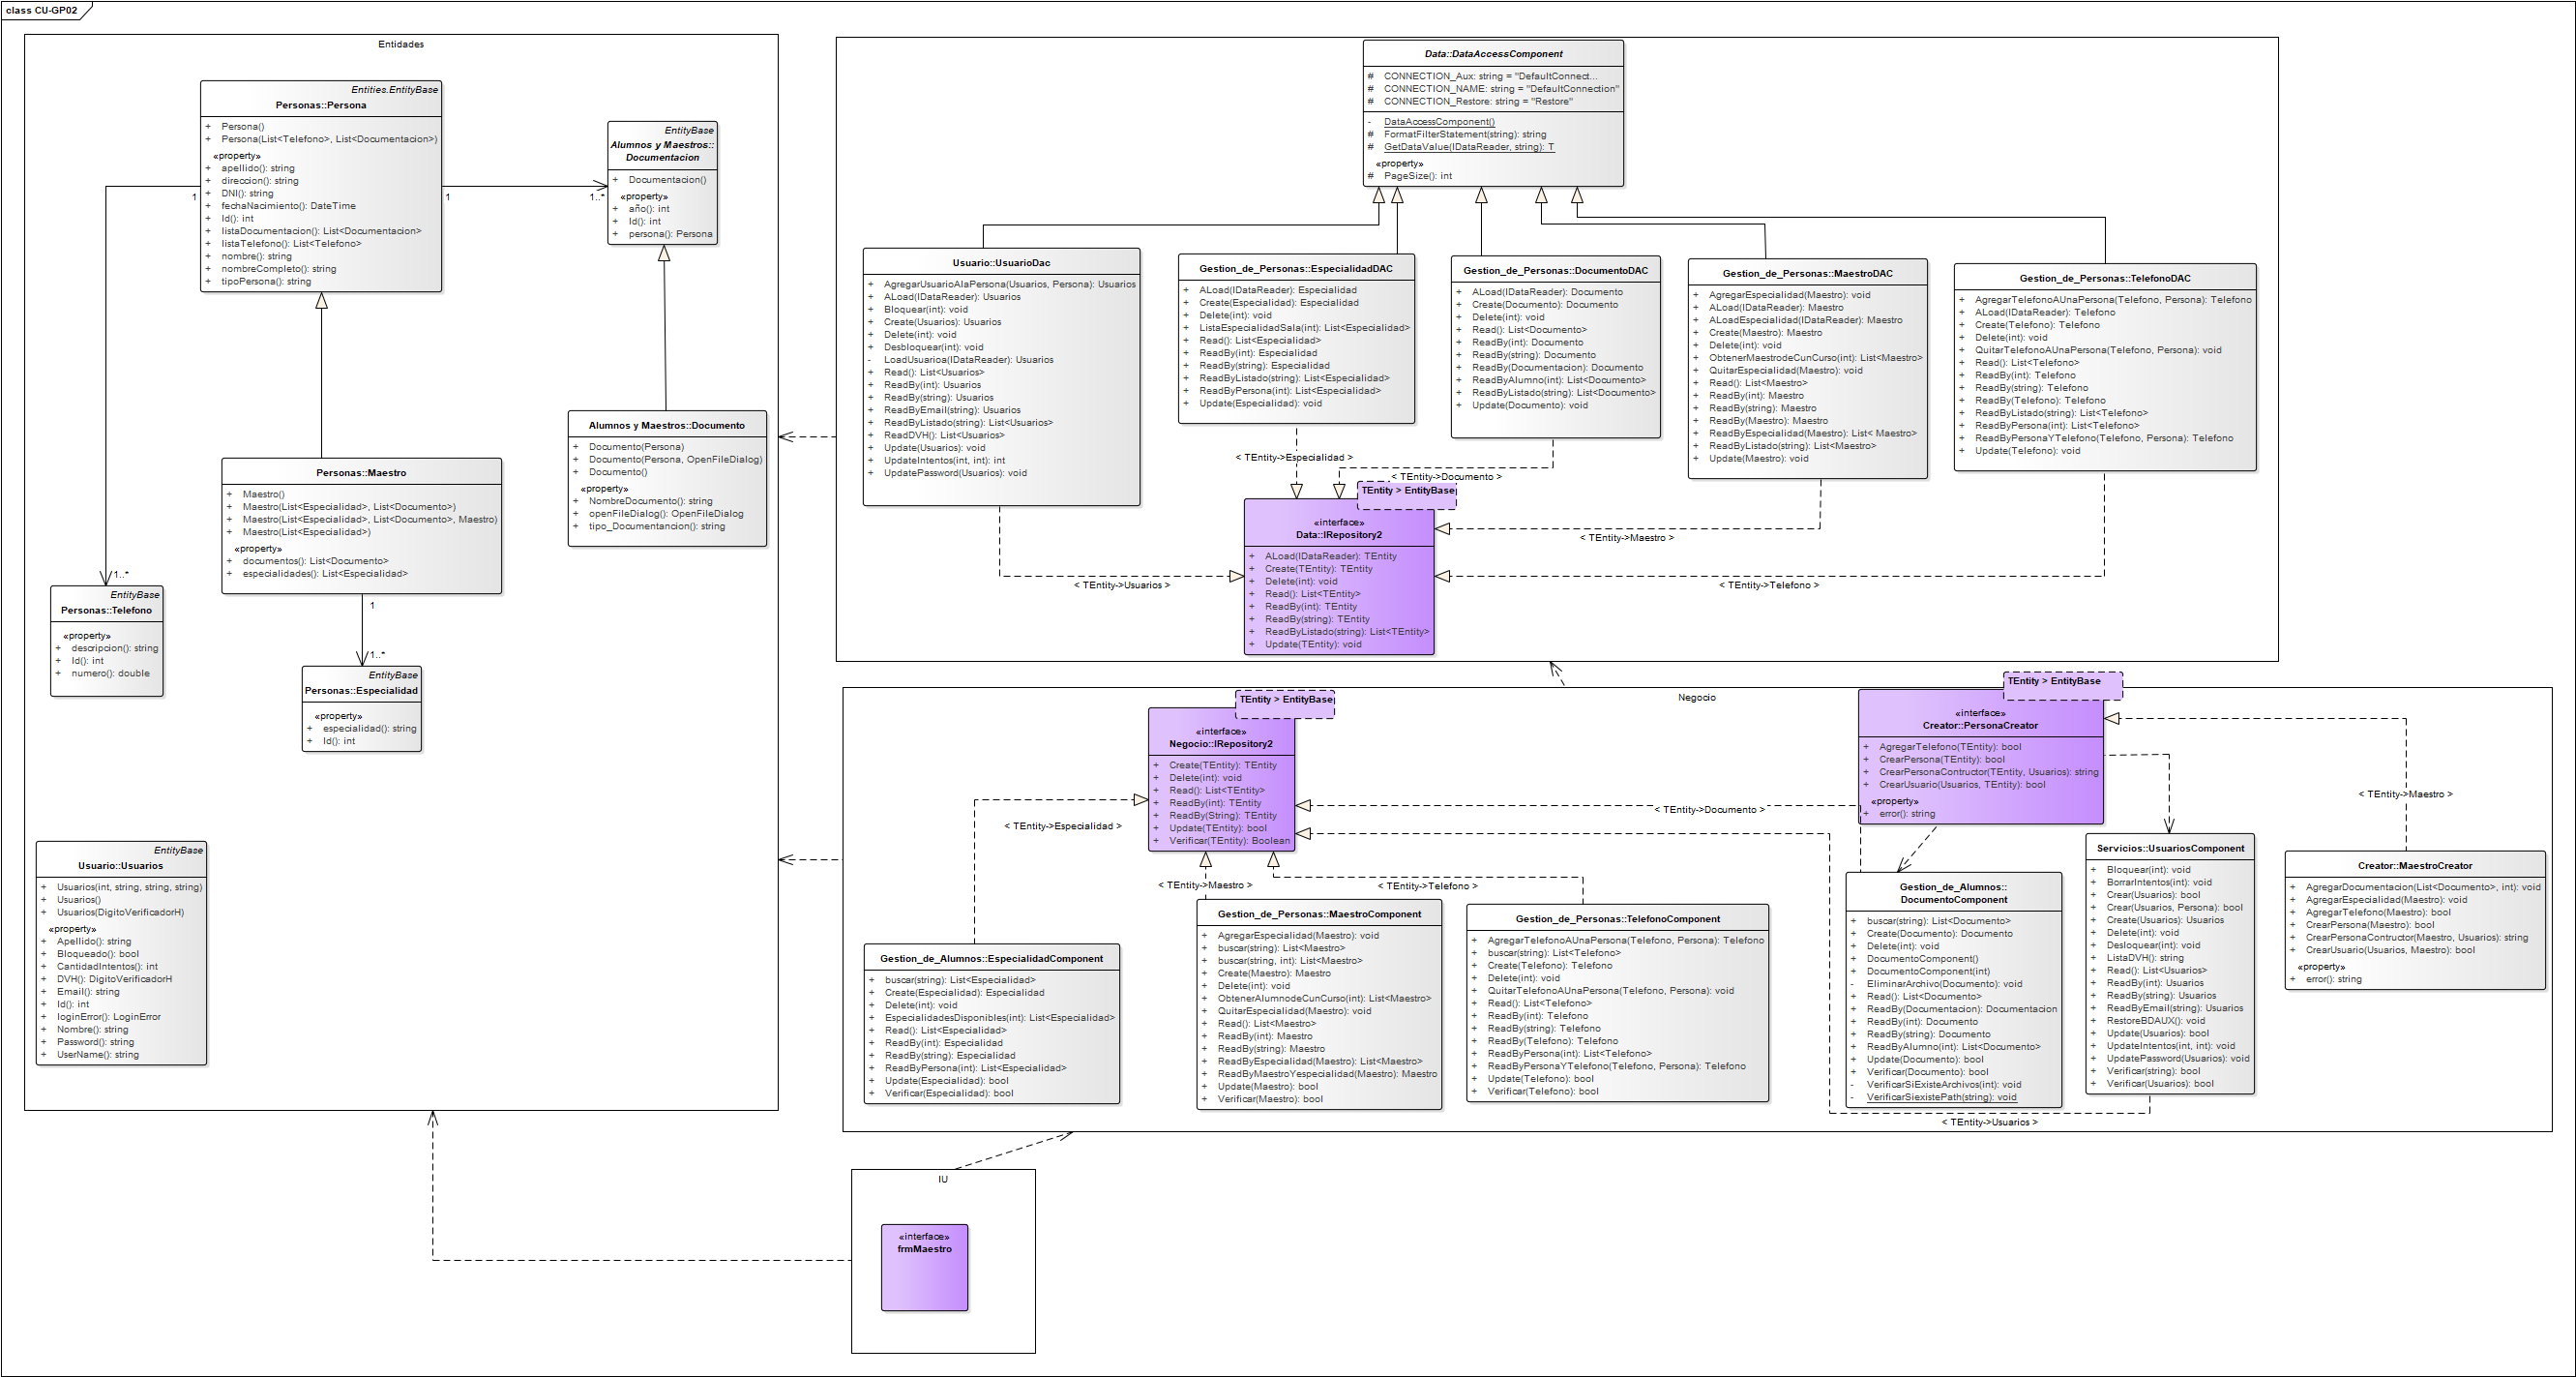 class CU-GP02
Entidades
Entities.EntityBase
Personas::Persona
+ Persona()
+ Persona(List<Telefono>, List<Documentacion>)
«property»
+ apellido(): string
+ direccion(): string
+ DNI(): string
+ fechaNacimiento(): DateTime
+ Id(): int
+ listaDocumentacion(): List<Documentacion>
+ listaTelefono(): List<Telefono>
+ nombre(): string
+ nombreCompleto(): string
+ tipoPersona(): string
1
1
1..*
EntityBase
Alumnos y Maestros::
Documentacion
+ Documentacion()
«property»
+ año(): int
+ Id(): int
+ persona(): Persona
Alumnos y Maestros::Documento
+ Documento(Persona)
+ Documento(Persona, OpenFileDialog)
+ Documento()
«property»
+ NombreDocumento(): string
+ openFileDialog(): OpenFileDialog
+ tipo_Documentancion(): string
Personas::Maestro
+ Maestro()
+ Maestro(List<Especialidad>, List<Documento>)
+ Maestro(List<Especialidad>, List<Documento>, Maestro)
+ Maestro(List<Especialidad>)
«property»
+ documentos(): List<Documento>
+ especialidades(): List<Especialidad>
1..*
EntityBase
Personas::Telefono
«property»
+ descripcion(): string
+ Id(): int
+ numero(): double
1
1..*
EntityBase
Personas::Especialidad
«property»
+ especialidad(): string
+ Id(): int
EntityBase
Usuario::Usuarios
+ Usuarios(int, string, string, string)
+ Usuarios()
+ Usuarios(DigitoVerificadorH)
«property»
+ Apellido(): string
+ Bloqueado(): bool
+ CantidadIntentos(): int
+ DVH(): DigitoVerificadorH
+ Email(): string
+ Id(): int
+ loginError(): LoginError
+ Nombre(): string
+ Password(): string
+ UserName(): string
Data::DataAccessComponent
# CONNECTION_Aux: string = "DefaultConnect...
# CONNECTION_NAME: string = "DefaultConnection"
# CONNECTION_Restore: string = "Restore"
- DataAccessComponent()
# FormatFilterStatement(string): string
# GetDataValue(IDataReader, string): T
«property»
# PageSize(): int
Usuario::UsuarioDac
+ AgregarUsuarioAlaPersona(Usuarios, Persona): Usuarios
+ ALoad(IDataReader): Usuarios
+ Bloquear(int): void
+ Create(Usuarios): Usuarios
+ Delete(int): void
+ Desbloquear(int): void
- LoadUsuarioa(IDataReader): Usuarios
+ Read(): List<Usuarios>
+ ReadBy(int): Usuarios
+ ReadBy(string): Usuarios
+ ReadByEmail(string): Usuarios
+ ReadByListado(string): List<Usuarios>
+ ReadDVH(): List<Usuarios>
+ Update(Usuarios): void
+ UpdateIntentos(int, int): int
+ UpdatePassword(Usuarios): void
Gestion_de_Personas::EspecialidadDAC
+ ALoad(IDataReader): Especialidad
+ Create(Especialidad): Especialidad
+ Delete(int): void
+ ListaEspecialidadSala(int): List<Especialidad>
+ Read(): List<Especialidad>
+ ReadBy(int): Especialidad
+ ReadBy(string): Especialidad
+ ReadByListado(string): List<Especialidad>
+ ReadByPersona(int): List<Especialidad>
+ Update(Especialidad): void
Gestion_de_Personas::DocumentoDAC
+ ALoad(IDataReader): Documento
+ Create(Documento): Documento
+ Delete(int): void
+ Read(): List<Documento>
+ ReadBy(int): Documento
+ ReadBy(string): Documento
+ ReadBy(Documentacion): Documento
+ ReadByAlumno(int): List<Documento>
+ ReadByListado(string): List<Documento>
+ Update(Documento): void
Gestion_de_Personas::MaestroDAC
+ AgregarEspecialidad(Maestro): void
+ ALoad(IDataReader): Maestro
+ ALoadEspecialidad(IDataReader): Maestro
+ Create(Maestro): Maestro
+ Delete(int): void
+ ObtenerMaestrodeCunCurso(int): List<Maestro>
+ QuitarEspecialidad(Maestro): void
+ Read(): List<Maestro>
+ ReadBy(int): Maestro
+ ReadBy(string): Maestro
+ ReadBy(Maestro): Maestro
+ ReadByEspecialidad(Maestro): List< Maestro>
+ ReadByListado(string): List<Maestro>
+ Update(Maestro): void
Gestion_de_Personas::TelefonoDAC
+ AgregarTelefonoAUnaPersona(Telefono, Persona): Telefono
+ ALoad(IDataReader): Telefono
+ Create(Telefono): Telefono
+ Delete(int): void
+ QuitarTelefonoAUnaPersona(Telefono, Persona): void
+ Read(): List<Telefono>
+ ReadBy(int): Telefono
+ ReadBy(string): Telefono
+ ReadBy(Telefono): Telefono
+ ReadByListado(string): List<Telefono>
+ ReadByPersona(int): List<Telefono>
+ ReadByPersonaYTelefono(Telefono, Persona): Telefono
+ Update(Telefono): void
< TEntity->Especialidad >
< TEntity->Documento >
< TEntity->Maestro >
< TEntity->Usuarios >
< TEntity->Telefono >
TEntity > EntityBase
«interface»
Data::IRepository2
+ ALoad(IDataReader): TEntity
+ Create(TEntity): TEntity
+ Delete(int): void
+ Read(): List<TEntity>
+ ReadBy(int): TEntity
+ ReadBy(string): TEntity
+ ReadByListado(string): List<TEntity>
+ Update(TEntity): void
Negocio
TEntity > EntityBase
«interface»
Negocio::IRepository2
+ Create(TEntity): TEntity
+ Delete(int): void
+ Read(): List<TEntity>
+ ReadBy(int): TEntity
+ ReadBy(String): TEntity
+ Update(TEntity): bool
+ Verificar(TEntity): Boolean
TEntity > EntityBase
«interface»
Creator::PersonaCreator
+ AgregarTelefono(TEntity): bool
+ CrearPersona(TEntity): bool
+ CrearPersonaContructor(TEntity, Usuarios): string
+ CrearUsuario(Usuarios, TEntity): bool
«property»
+ error(): string
< TEntity->Especialidad >
< TEntity->Documento >
< TEntity->Maestro >
< TEntity->Maestro >
< TEntity->Telefono >
Gestion_de_Alumnos::EspecialidadComponent
+ buscar(string): List<Especialidad>
+ Create(Especialidad): Especialidad
+ Delete(int): void
+ EspecialidadesDisponibles(int): List<Especialidad>
+ Read(): List<Especialidad>
+ ReadBy(int): Especialidad
+ ReadBy(string): Especialidad
+ ReadByPersona(int): List<Especialidad>
+ Update(Especialidad): bool
+ Verificar(Especialidad): bool
Gestion_de_Personas::MaestroComponent
+ AgregarEspecialidad(Maestro): void
+ buscar(string): List<Maestro>
+ buscar(string, int): List<Maestro>
+ Create(Maestro): Maestro
+ Delete(int): void
+ ObtenerAlumnodeCunCurso(int): List<Maestro>
+ QuitarEspecialidad(Maestro): void
+ Read(): List<Maestro>
+ ReadBy(int): Maestro
+ ReadBy(string): Maestro
+ ReadByEspecialidad(Maestro): List<Maestro>
+ ReadByMaestroYespecialidad(Maestro): Maestro
+ Update(Maestro): bool
+ Verificar(Maestro): bool
Gestion_de_Personas::TelefonoComponent
+ AgregarTelefonoAUnaPersona(Telefono, Persona): Telefono
+ buscar(string): List<Telefono>
+ Create(Telefono): Telefono
+ Delete(int): void
+ QuitarTelefonoAUnaPersona(Telefono, Persona): void
+ Read(): List<Telefono>
+ ReadBy(int): Telefono
+ ReadBy(string): Telefono
+ ReadBy(Telefono): Telefono
+ ReadByPersona(int): List<Telefono>
+ ReadByPersonaYTelefono(Telefono, Persona): Telefono
+ Update(Telefono): bool
+ Verificar(Telefono): bool
Gestion_de_Alumnos::
DocumentoComponent
+ buscar(string): List<Documento>
+ Create(Documento): Documento
+ Delete(int): void
+ DocumentoComponent()
+ DocumentoComponent(int)
- EliminarArchivo(Documento): void
+ Read(): List<Documento>
+ ReadBy(Documentacion): Documentacion
+ ReadBy(int): Documento
+ ReadBy(string): Documento
+ ReadByAlumno(int): List<Documento>
+ Update(Documento): bool
+ Verificar(Documento): bool
- VerificarSiExisteArchivos(int): void
- VerificarSiexistePath(string): void
Servicios::UsuariosComponent
+ Bloquear(int): void
+ BorrarIntentos(int): void
+ Crear(Usuarios): bool
+ Crear(Usuarios, Persona): bool
+ Create(Usuarios): Usuarios
+ Delete(int): void
+ Desloquear(int): void
+ ListaDVH(): string
+ Read(): List<Usuarios>
+ ReadBy(int): Usuarios
+ ReadBy(string): Usuarios
+ ReadByEmail(string): Usuarios
+ RestoreBDAUX(): void
+ Update(Usuarios): bool
+ UpdateIntentos(int, int): void
+ UpdatePassword(Usuarios): void
+ Verificar(string): bool
+ Verificar(Usuarios): bool
Creator::MaestroCreator
+ AgregarDocumentacion(List<Documento>, int): void
+ AgregarEspecialidad(Maestro): void
+ AgregarTelefono(Maestro): bool
+ CrearPersona(Maestro): bool
+ CrearPersonaContructor(Maestro, Usuarios): string
+ CrearUsuario(Usuarios, Maestro): bool
«property»
+ error(): string
< TEntity->Usuarios >
IU
«interface»
frmMaestro